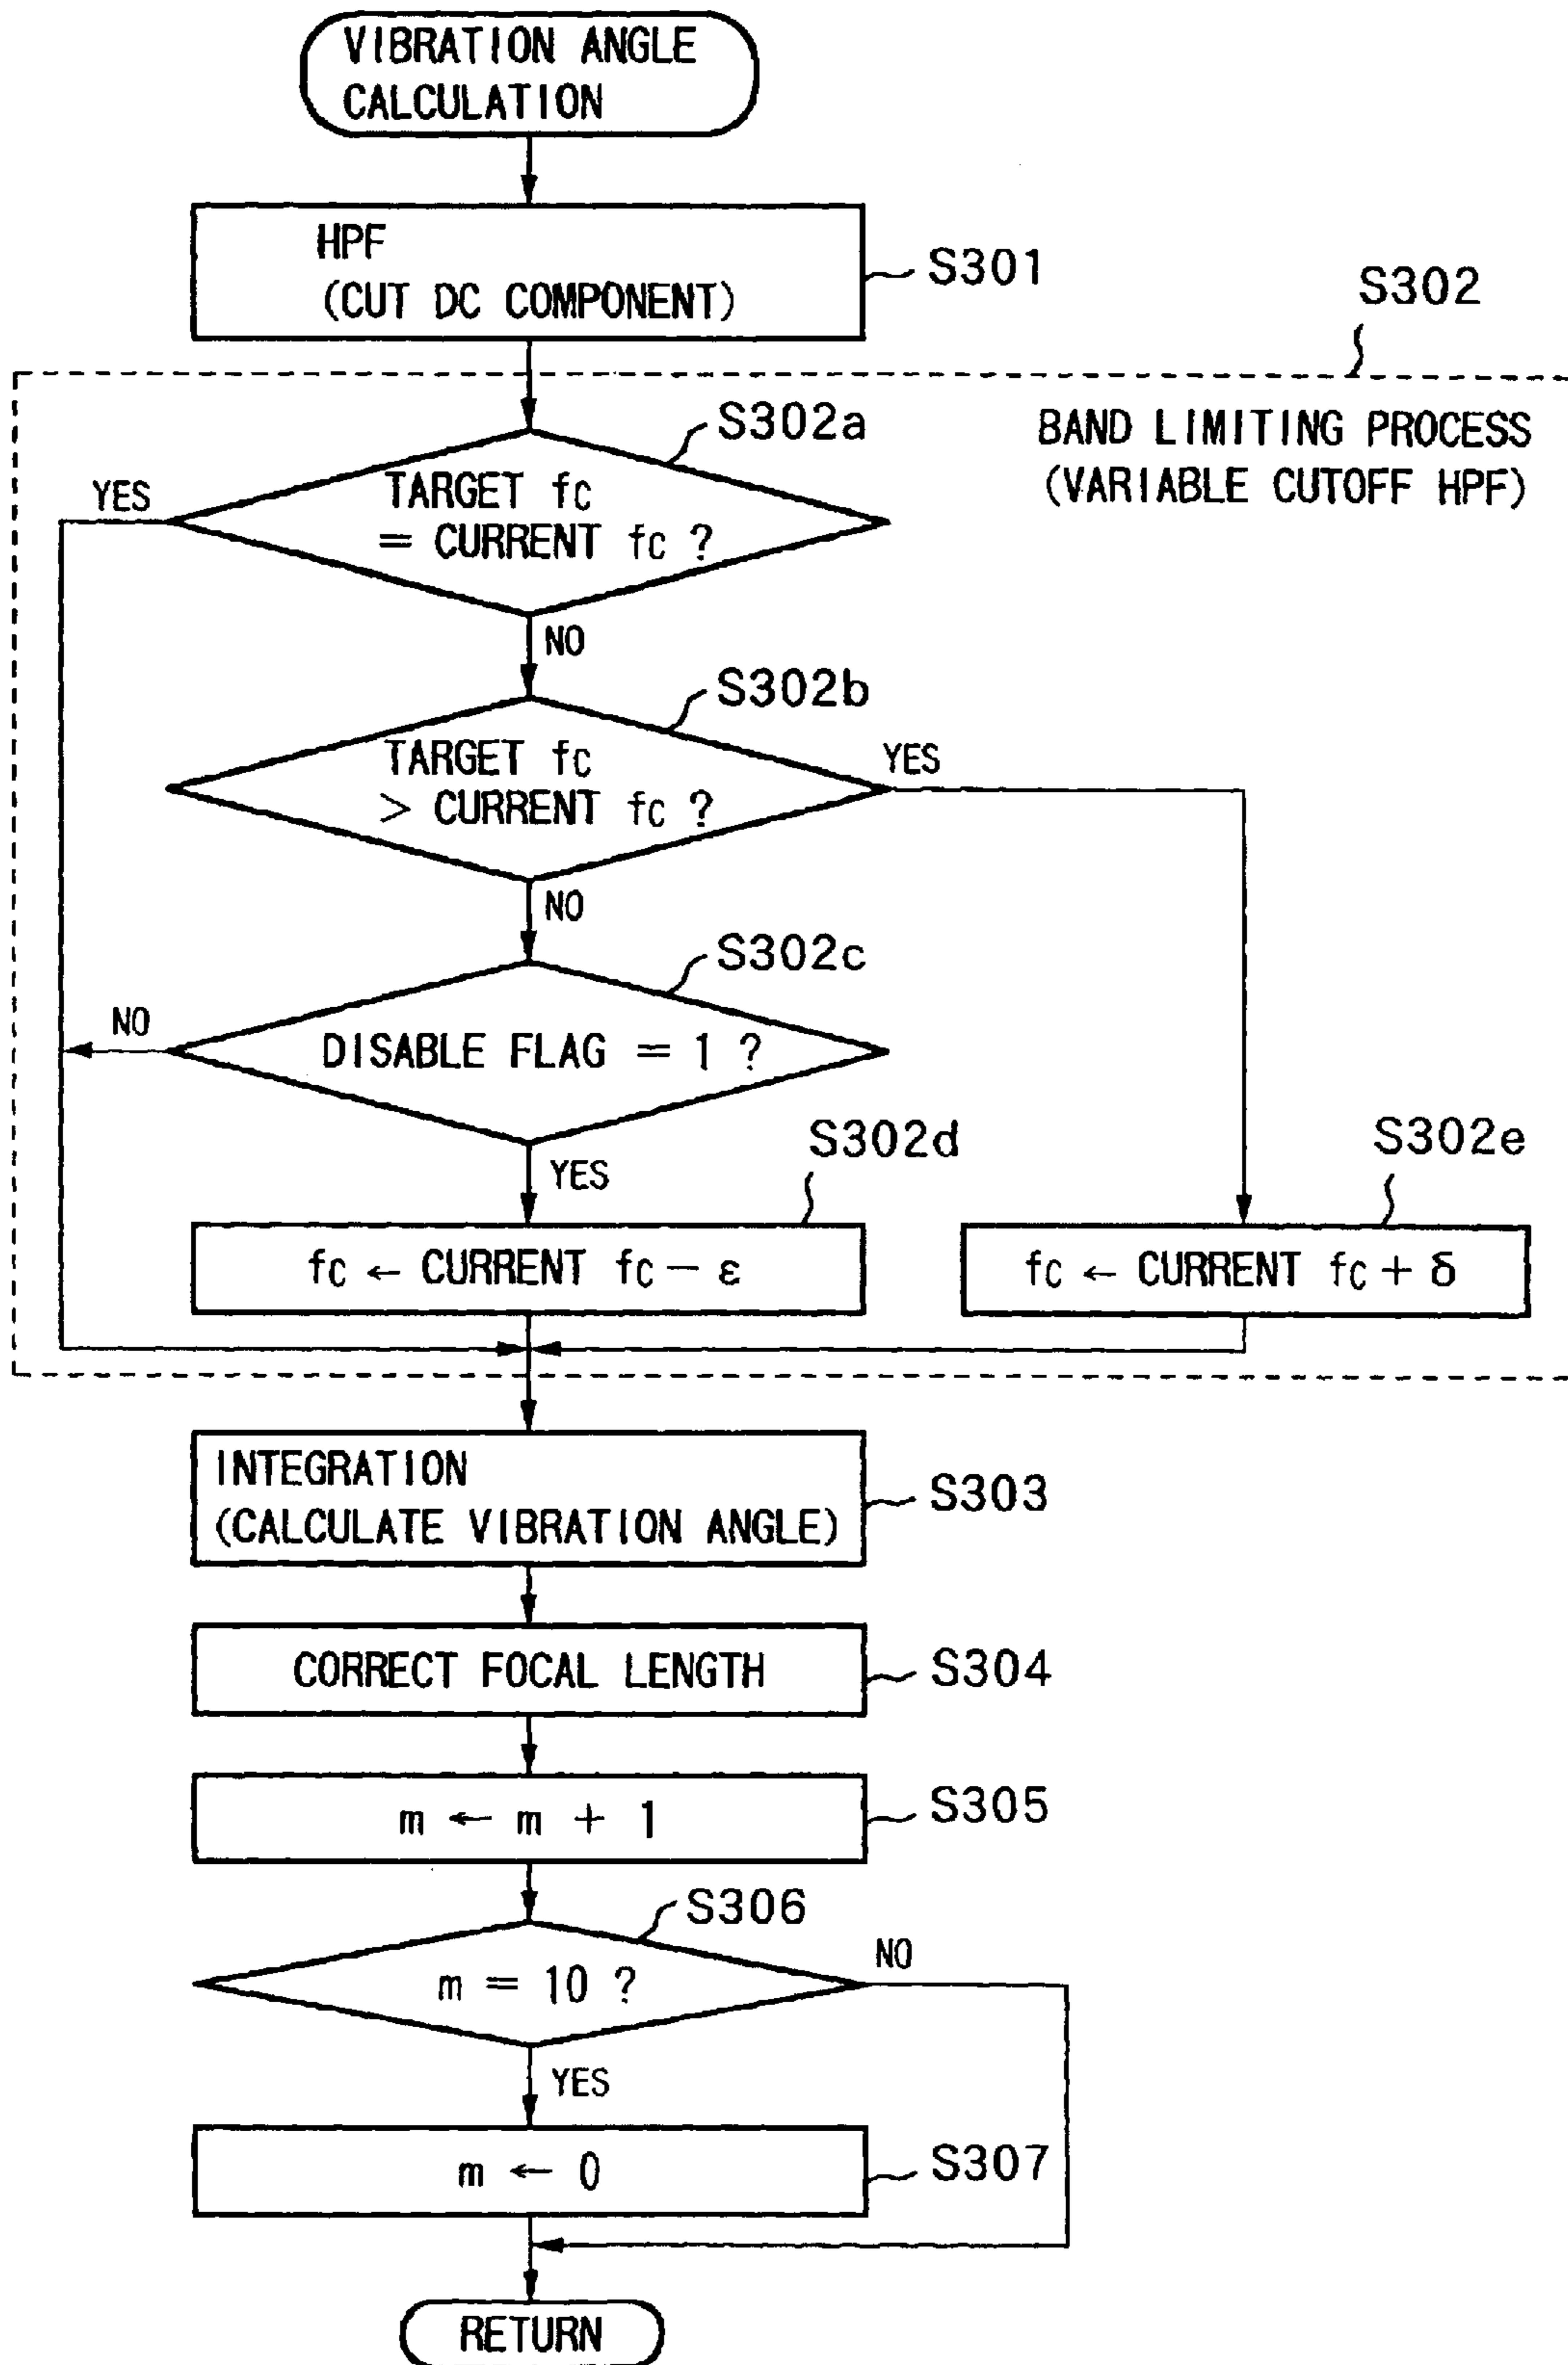 VIBRATION ANGLE
CALCULATION
HPF
(CUT DC COMPONENT)
S301
S302
BAND LIMITING PROCESS
(VARIABLE CUTOFF HPF)
S302a
TARGET fc
= CURRENT fc ?
YES
NO
S302b
TARGET fc
> CURRENT fc ?
YES
NO
S302c
DISABLE FLAG = 1 ?
NO
YES
S302d
fc ← CURRENT fc − ε
S302e
fc ← CURRENT fc + δ
INTEGRATION
(CALCULATE VIBRATION ANGLE)
S303
CORRECT FOCAL LENGTH
S304
m ← m + 1
S305
S306
m = 10 ?
NO
YES
m ← 0
S307
RETURN